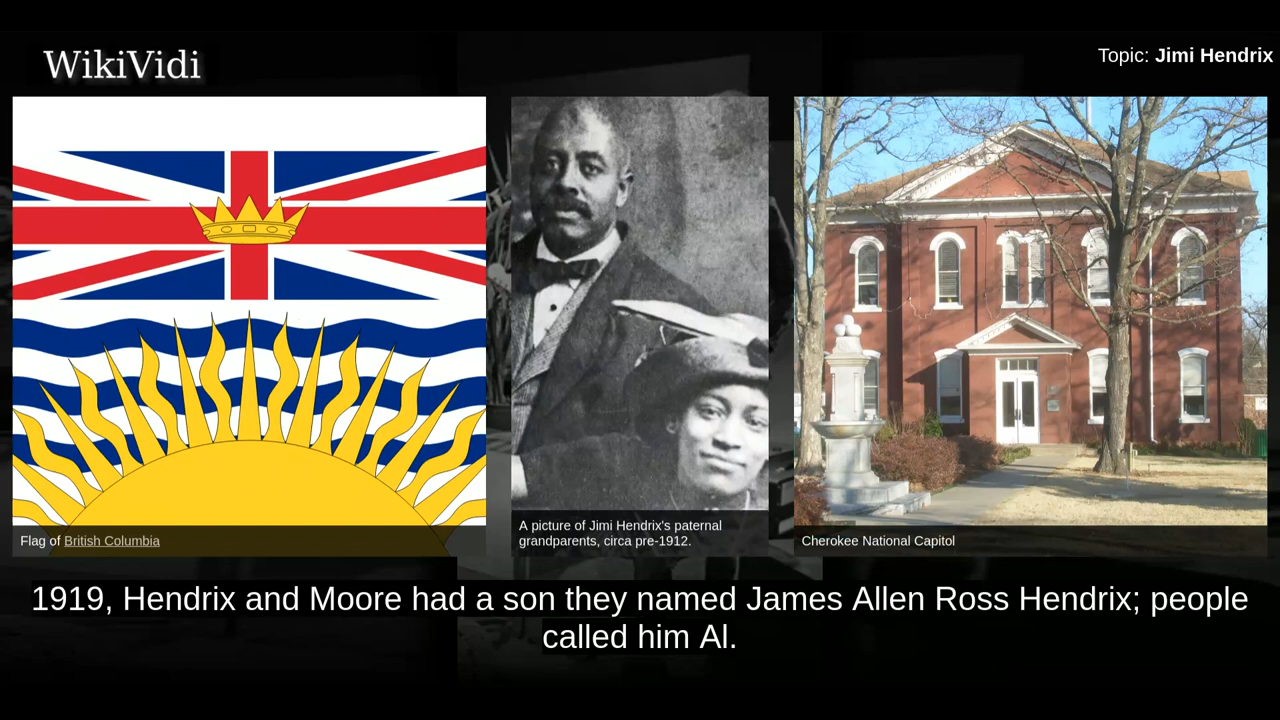 WikiVidi
Topic: Jimi Hendrix
Flag of British Columbia
A picture of Jimi Hendrix's paternal
grandparents, circa pre-1912.
Cherokee National Capitol
1919, Hendrix and Moore had a son they named James Allen Ross Hendrix; people
called him Al.